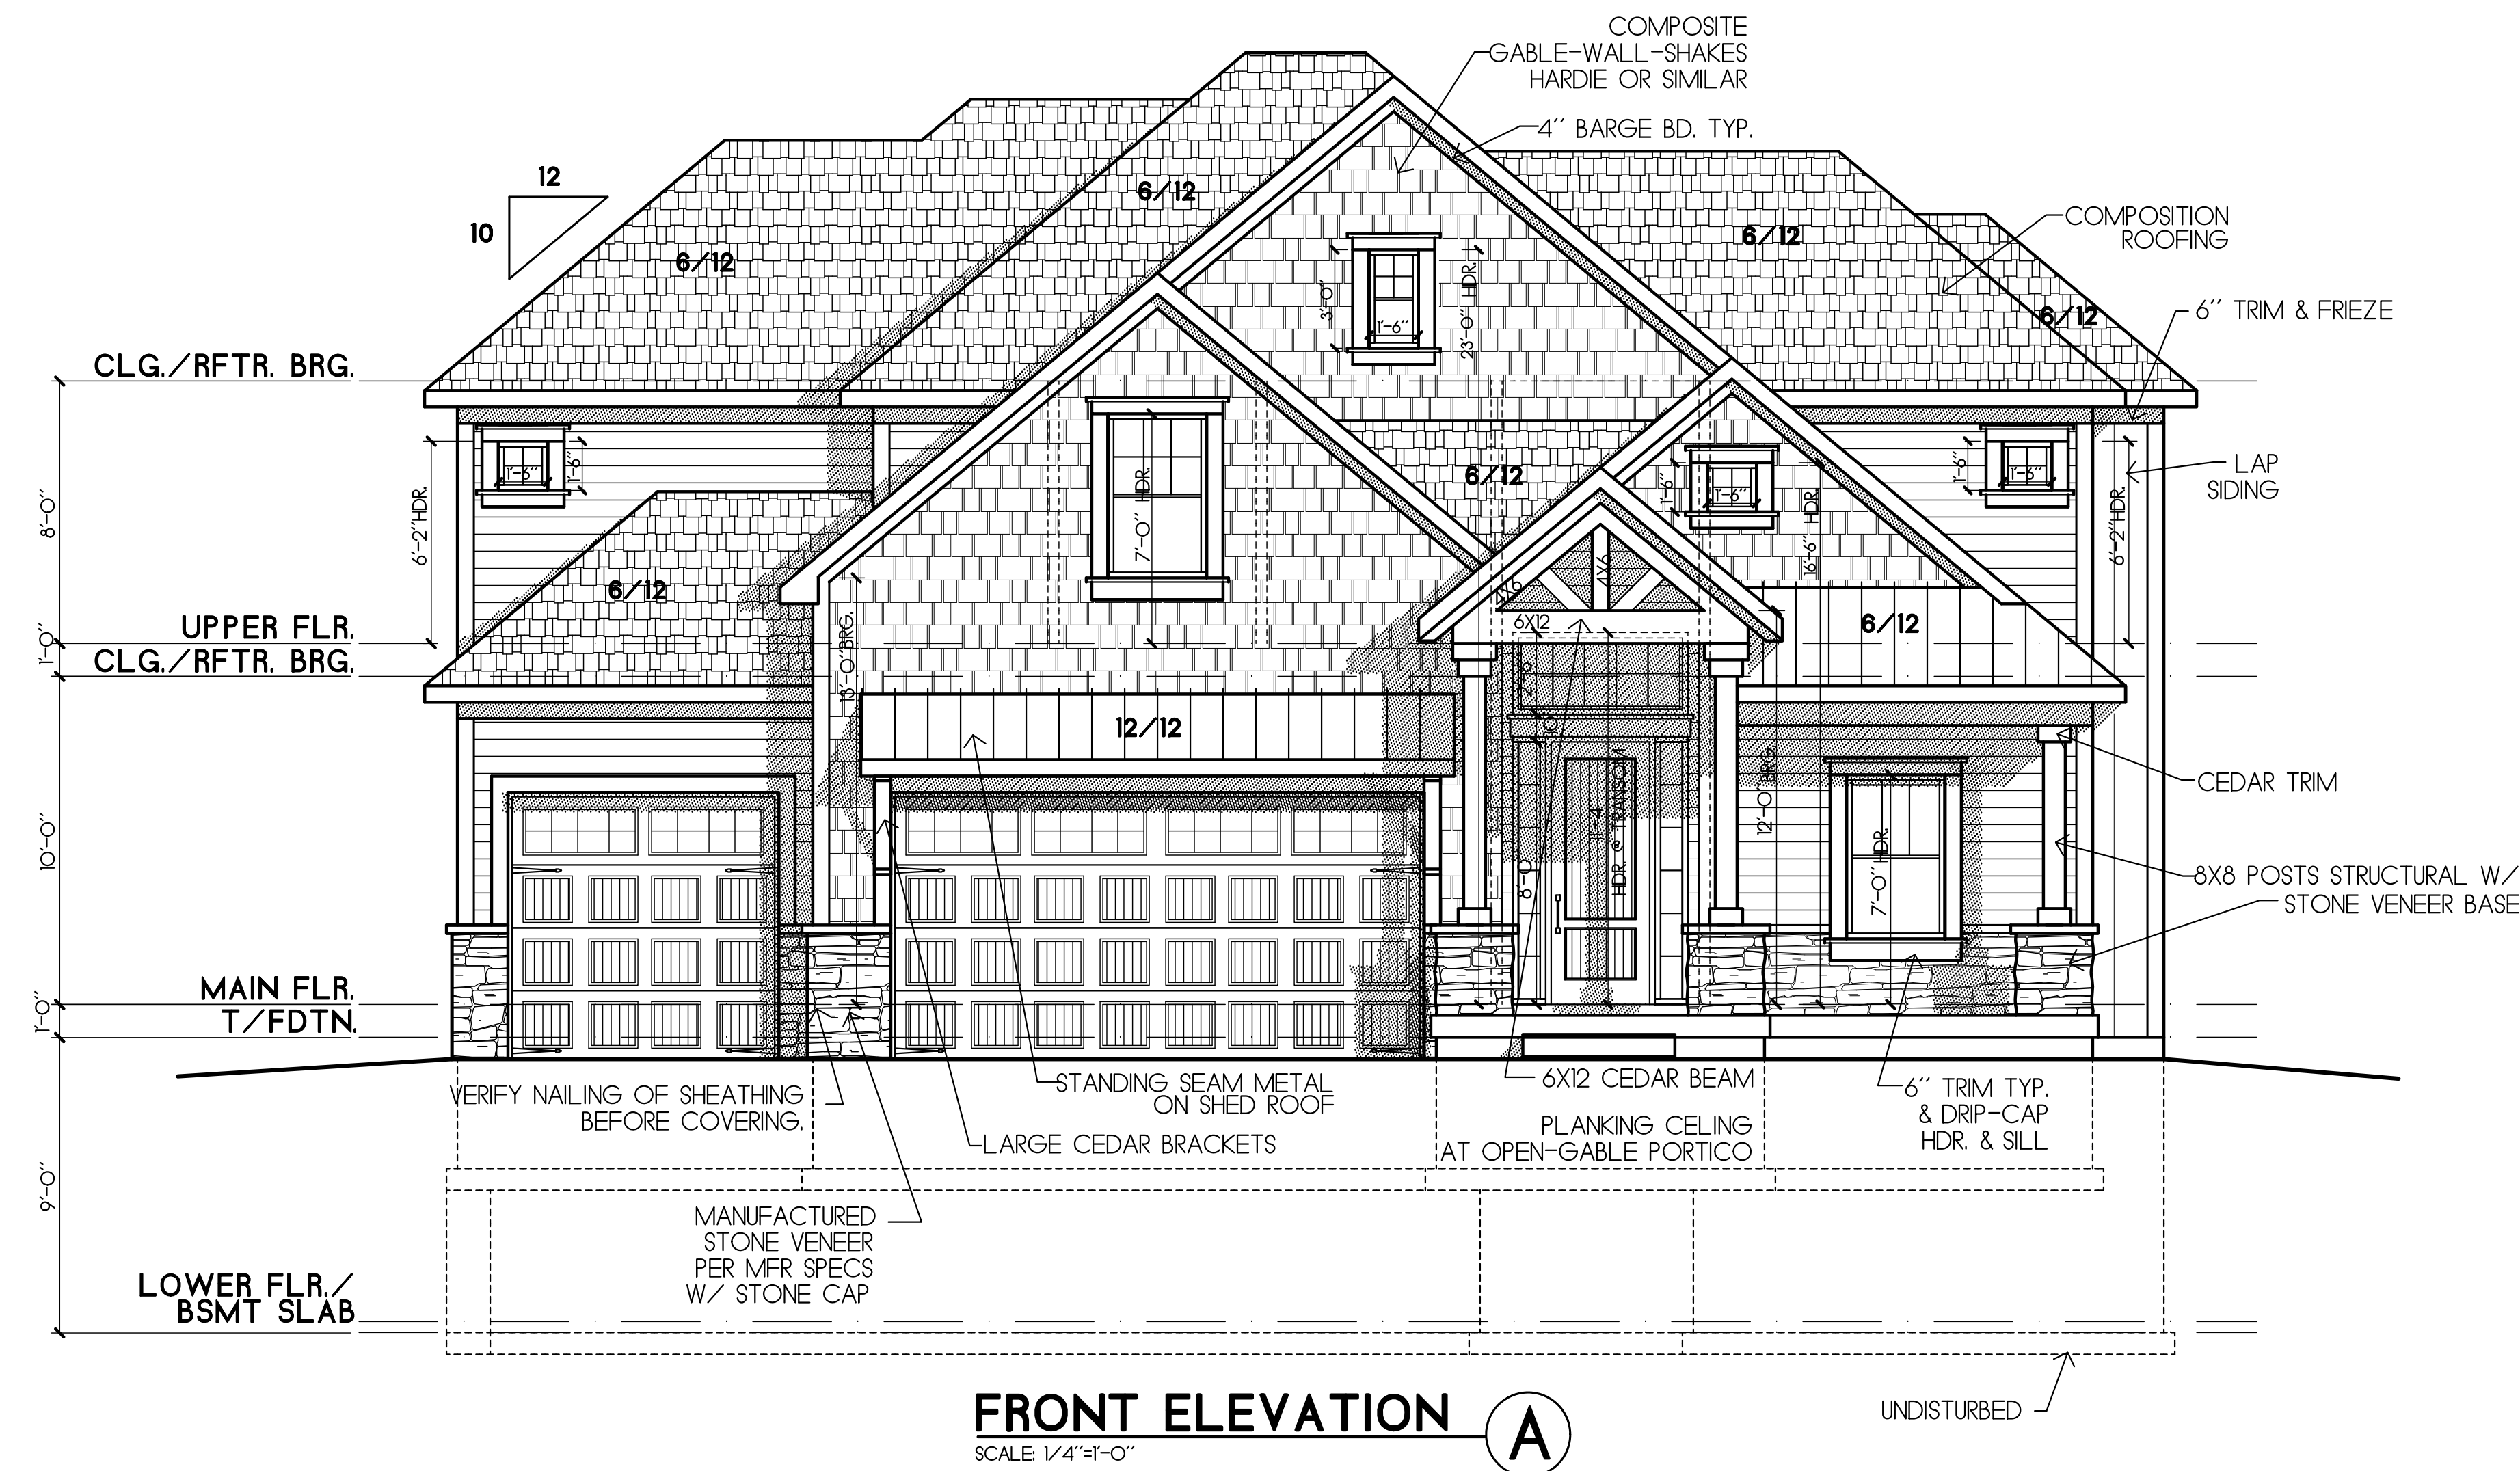 COMPOSITE
GABLE-WALL-SHAKES
HARDIE OR SIMILAR
4'' BARGE BD. TYP.
12
10
6/12
6/12
6/12
COMPOSITION
ROOFING
6/12
6'' TRIM & FRIEZE
3'-0''
1'-6''
23'-0'' HDR.
CLG./RFTR. BRG.
8'-0''
6'-2''HDR.
1'-6''
1'-6''
7'-0'' HDR.
6/12
1'-6''
1'-6''
16'-6'' HDR.
1'-6''
1'-6''
6'-2''HDR.
LAP
SIDING
6/12
4X6
4X6
6X12
6/12
UPPER FLR.
1'-0''
CLG./RFTR. BRG.
13'-0''BRG.
12/12
10'-0''
8'-0
11'-4
HDR. @ TRANSOM
12'-0''BRG.
7'-0''HDR.
CEDAR TRIM
8X8 POSTS STRUCTURAL W/
STONE VENEER BASE
MAIN FLR.
1'-0''
T/FDTN.
VERIFY NAILING OF SHEATHING
BEFORE COVERING.
STANDING SEAM METAL
ON SHED ROOF
LARGE CEDAR BRACKETS
6X12 CEDAR BEAM
PLANKING CELING
AT OPEN-GABLE PORTICO
6'' TRIM TYP.
& DRIP-CAP
HDR. & SILL
9'-0''
MANUFACTURED
STONE VENEER
PER MFR SPECS
W/ STONE CAP
LOWER FLR./
BSMT SLAB
UNDISTURBED
FRONT ELEVATION
A
SCALE: 1/4''=1'-0''